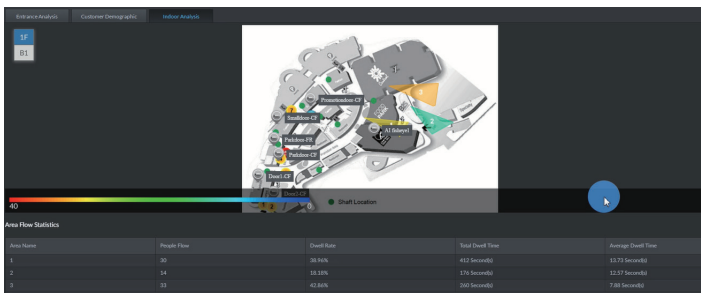 Entrance Analysis
Customer Demographic
Indoor Analysis
1F
B1
Promotiondoor-CF
Smalldoor-CF
Parkdoor-FR
Parkdoor-CF
Door1-CF
Door2-CF
Specialty
2
40
0
Shaft Location
Area Flow Statistics
Area Name People Flow Dwell Rate Total Dwell Time Average Dwell Time
1 30 38.96% 412 Second(s) 13.73 Second(s)
2 14 18.18% 176 Second(s) 12.57 Second(s)
3 33 42.86% 260 Second(s) 7.88 Second(s)